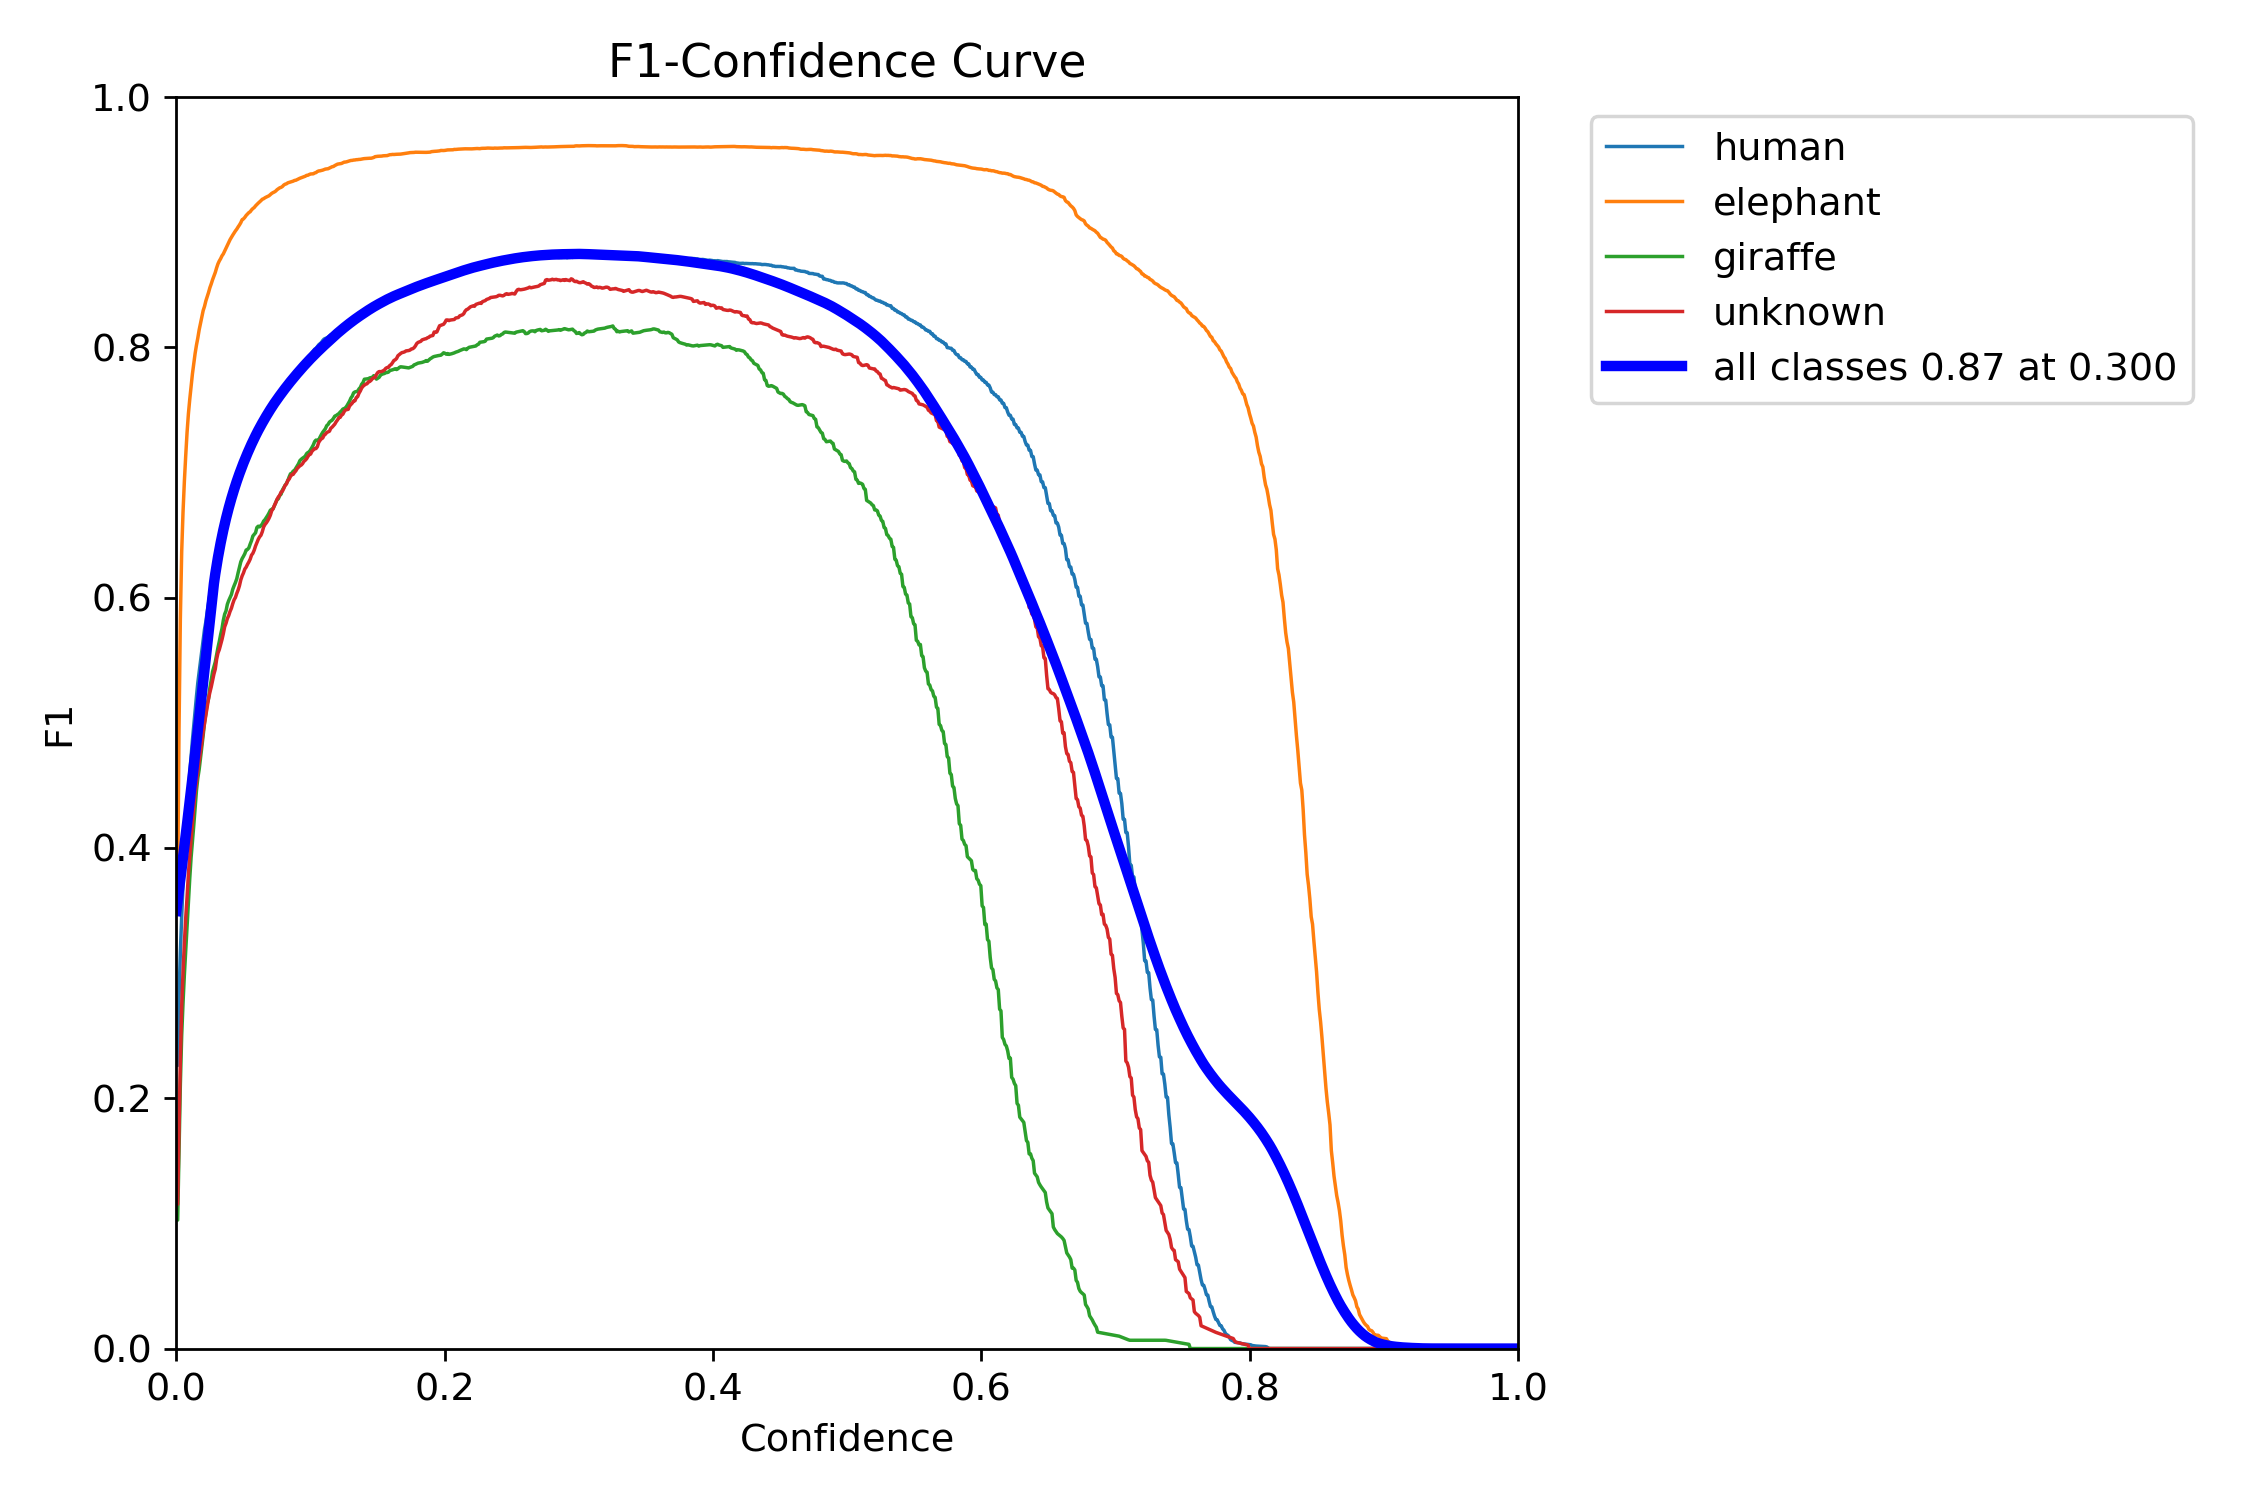 F1-Confidence Curve
1.0
0.8
0.6
0.4
0.2
0.0
F1
0.0 0.2 0.4 0.6 0.8 1.0
Confidence
human
elephant
giraffe
unknown
all classes 0.87 at 0.300